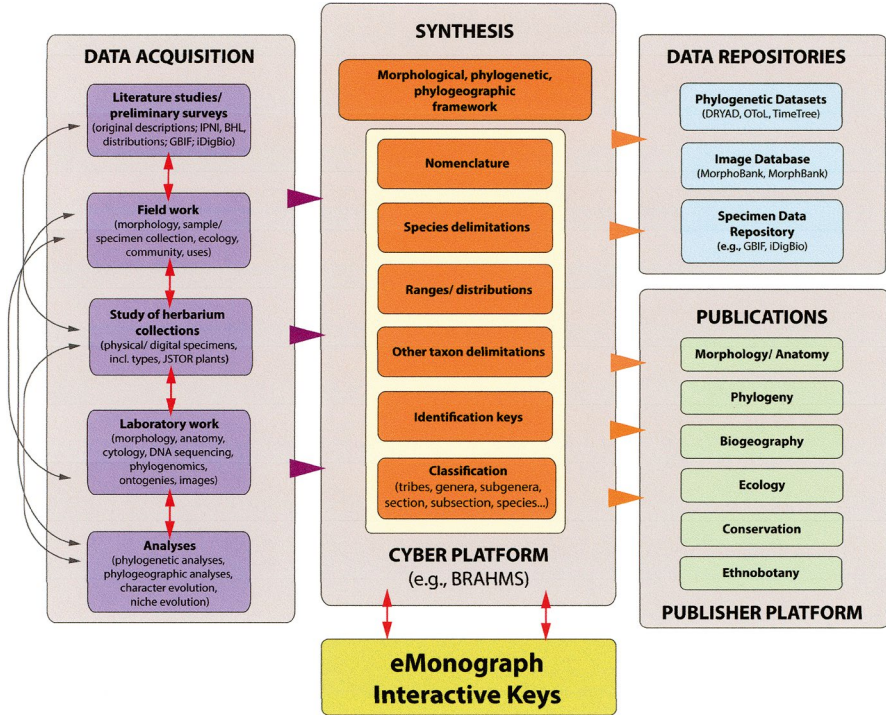 DATA ACQUISITION
Literature studies/
preliminary surveys
(original descriptions; IPNI, BHL,
distributions; GBIF; iDigBio)
Field work
(morphology, sample/
specimen collection, ecology,
community, uses)
Study of herbarium
collections
(physical/ digital specimens,
incl. types, JSTOR plants)
Laboratory work
(morphology, anatomy,
cytology, DNA sequencing,
phylogenomics,
ontogenies, images)
Analyses
(phylogenetic analyses,
phylogeographic analyses,
character evolution,
niche evolution)
SYNTHESIS
Morphological, phylogenetic,
phylogeographic
framework
Nomenclature
Species delimitations
Ranges/ distributions
Other taxon delimitations
Identification keys
Classification
(tribes, genera, subgenera,
section, subsection, species...)
CYBER PLATFORM
(e.g., BRAHMS)
eMonograph
Interactive Keys
DATA REPOSITORIES
Phylogenetic Datasets
(DRYAD, OToL, TimeTree)
Image Database
(MorphoBank, MorphBank)
Specimen Data
Repository
(e.g., GBIF, iDigBio)
PUBLICATIONS
Morphology/ Anatomy
Phylogeny
Biogeography
Ecology
Conservation
Ethnobotany
PUBLISHER PLATFORM